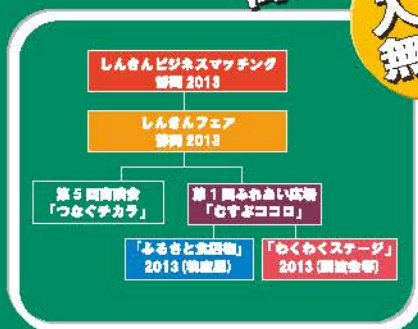 しんきんビジネスマッチング
静岡 2013
しんきんフェア
静岡 2013
第5回商談会
「つなぐチカラ」
第1回ふれあい広場
「むすぶココロ」
「ふるさと
2013 (物産展)
「わくわくステージ」
2013 (講演会等)
入
無